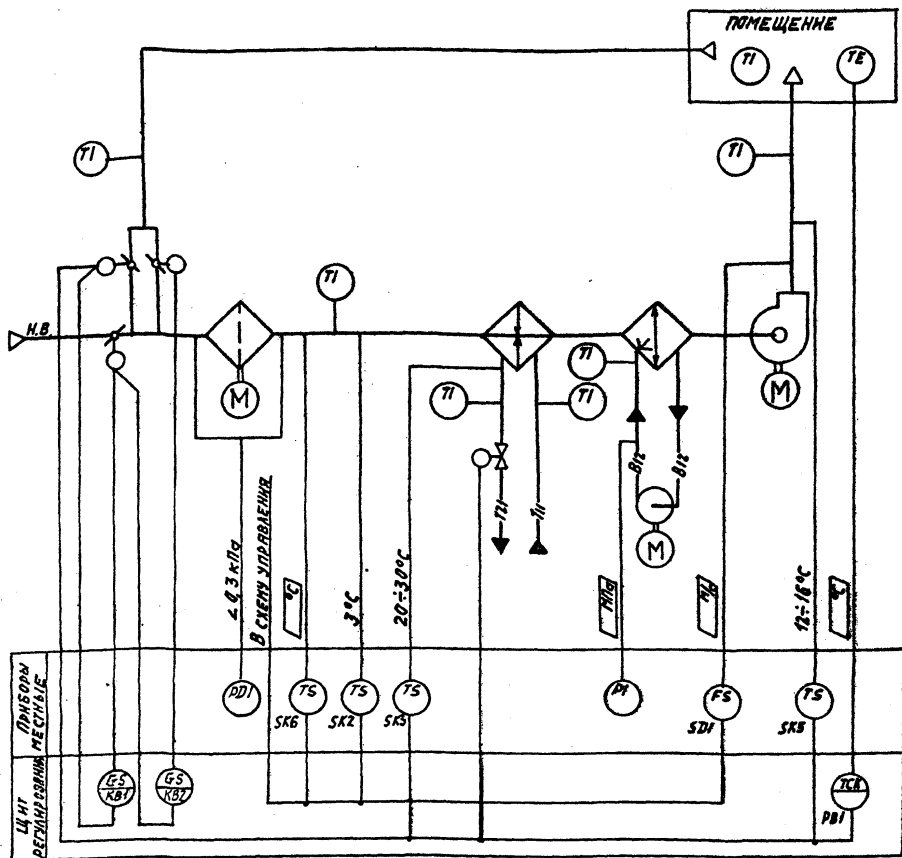 ПОМЕЩЕНИЕ
TI
TE
TI
TI
TI
Н.В.
M
TI
TI
TI
M
B12
B12
T21
T11
M
< 0,3 кПа
В СХЕМУ УПРАВЛЕНИЯ
°С
3°С
20÷30°С
МПа
12÷16°С
°С
ПРИБОРЫ МЕСТНЫЕ
PDI
TS
SK6
TS
SK2
TS
SK3
PI
FS
SD1
TS
SK5
ЩИТ РЕГУЛИРОВАНИЯ
GS
KB1
GS
KB2
PB1